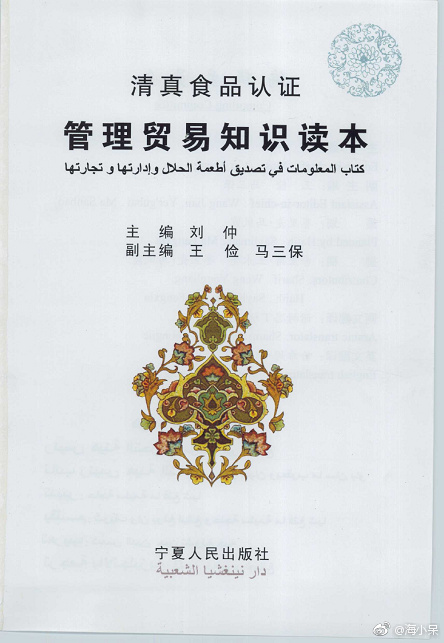 清真食品认证
管理贸易知识读本
كتاب المعلومات في تصديق أطعمة الحلال وإدارتها و تجارتها
主 编 刘 仲
副主编 王 俭 马三保
宁夏人民出版社
دار نينغشيا الشعبية
@海小早